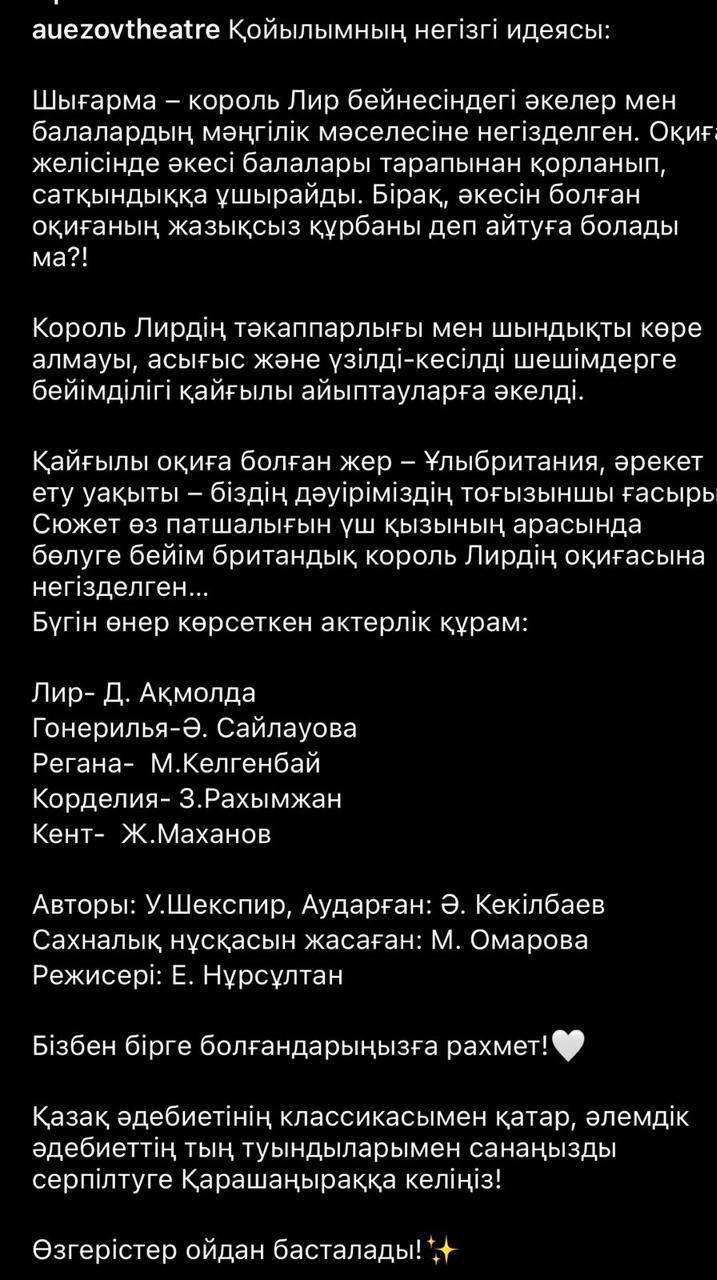 auezovtheatre Қойылымның негізгі идеясы:
Шығарма – король Лир бейнесіндегі әкелер мен
балалардың мәңгілік мәселесіне негізделген.
желісінде әкесі балалары тарапынан қорланып,
сатқындыққа ұшырайды. Бірақ, әкесін болған
оқиғаның жазықсыз құрбаны деп айтуға болады
ма?!
Король Лирдің тәкаппарлығы мен шындықты көре
алмауы, асығыс және үзілді-кесілді шешімдерге
бейімділігі қайғылы айыптауларға әкелді.
Қайғылы оқиға болған жер – Ұлыбритания, әрекет
ету уақыты – біздің дәуіріміздің тоғызыншы ғасыры
Сюжет өз патшалығын үш қызының арасында
бөлуге бейім британдық король Лирдің оқиғасына
негізделген...
Бүгін өнер көрсеткен актерлік құрам:
Лир- Д. Ақмолда
Гонерилья-Ә. Сайлауова
Регана- М.Келгенбай
Корделия- З.Рахымжан
Кент- Ж.Маханов
Авторы: У.Шекспир, Аударған: Ә. Кекілбаев
Сахналық нұсқасын жасаған: М. Омарова
Режисері: Е. Нұрсұлтан
Бізбен бірге болғандарыңызға рахмет!🤍
Қазақ әдебиетінің классикасымен қатар, әлемдік
әдебиеттің тың туындыларымен санаңызды
серпілтуге Қарашаңыраққа келіңіз!
Өзгерістер ойдан басталады!✨